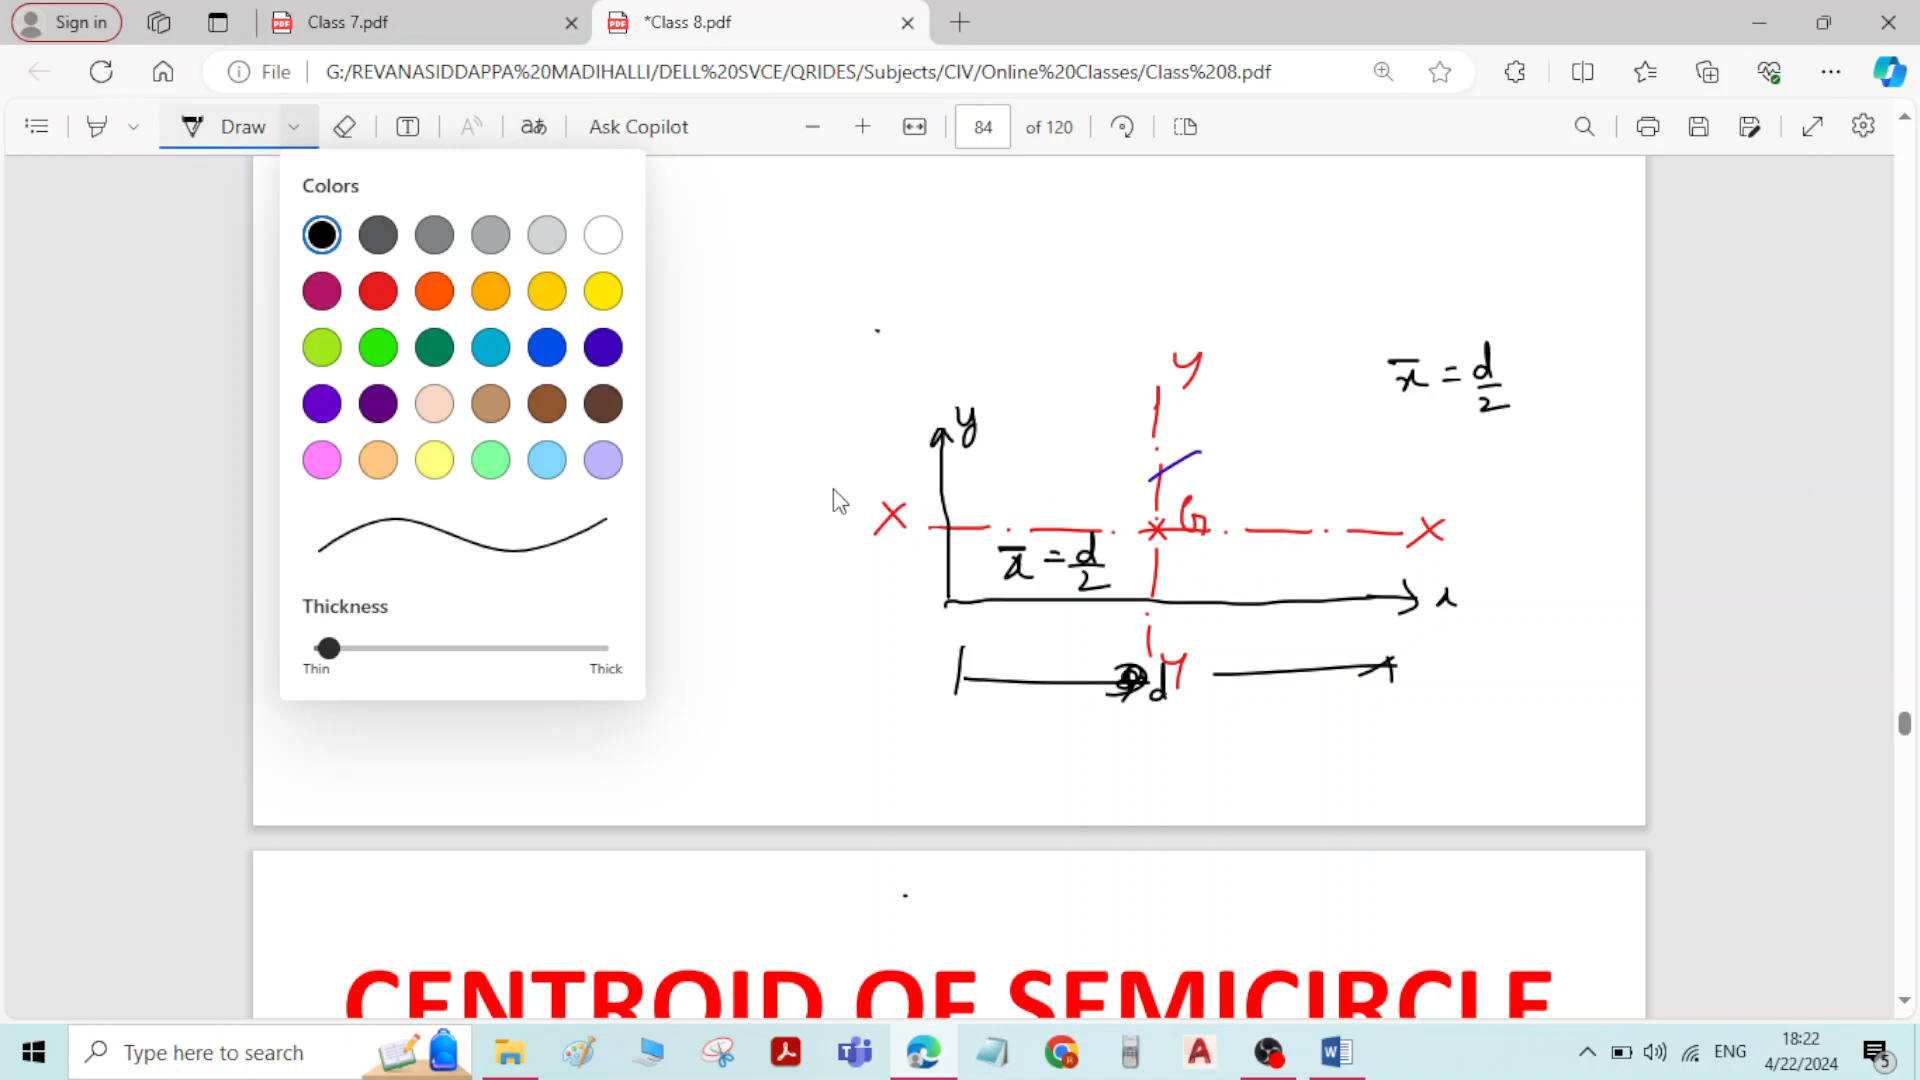 Sign in
Class 7.pdf
*Class 8.pdf
File
G:/REVANASIDDAPPA%20MADIHALLI/DELL%20SVCE/QRIDES/Subjects/CIV/Online%20Classes/Class%208.pdf
Draw
Ask Copilot
84 of 120
Colors
Thickness
Thin Thick
y
x̄ = d/2
y
X G X
x̄ = d/2
x
d y
CENTROID OF SEMICIRCLE
Type here to search
ENG
18:22
4/22/2024
5